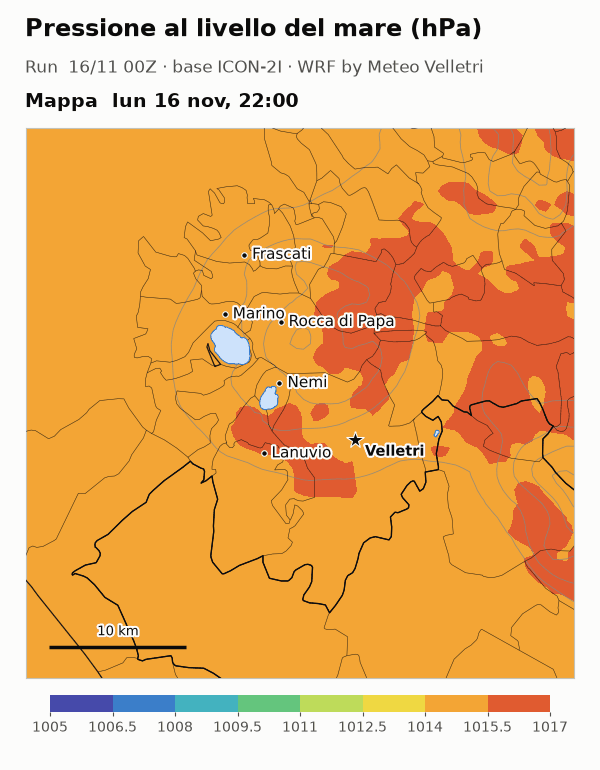 Pressione al livello del mare (hPa)
Run  16/11 00Z · base ICON-2I · WRF by Meteo Velletri
Mappa  lun 16 nov, 22:00
Frascati
Marino
Rocca di Papa
Nemi
Velletri
Lanuvio
10 km
1005 1006.5 1008 1009.5 1011 1012.5 1014 1015.5 1017